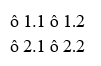 ô 1.1 ô 1.2
ô 2.1 ô 2.2